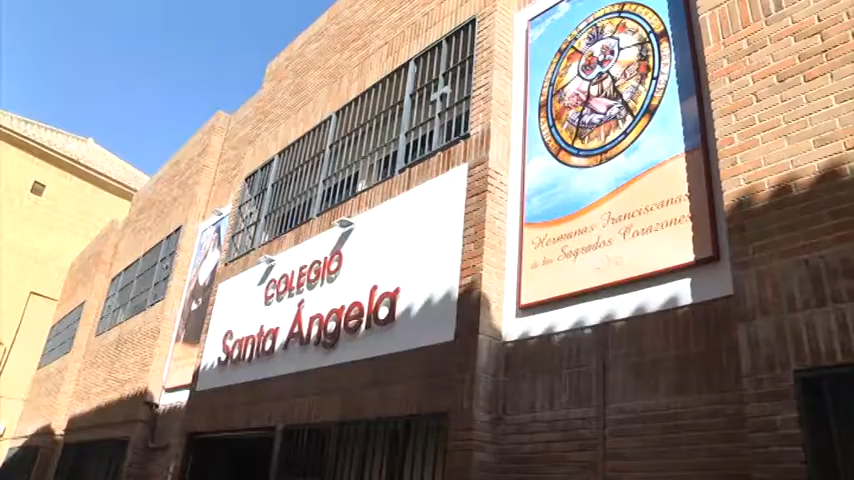 COLEGIO
Santa Ángela
Hermanas Franciscanas
de los Sagrados Corazones